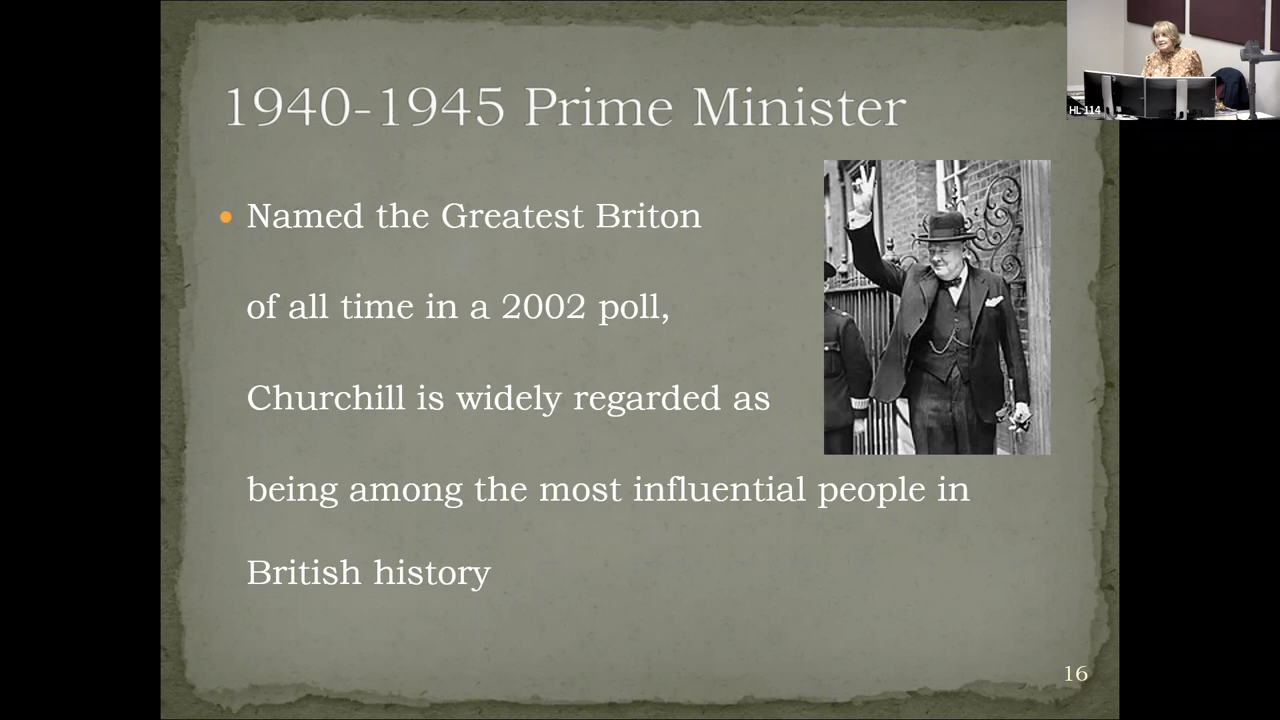 1940-1945 Prime Minister
HL 114
Named the Greatest Briton
of all time in a 2002 poll,
Churchill is widely regarded as
being among the most influential people in
British history
16